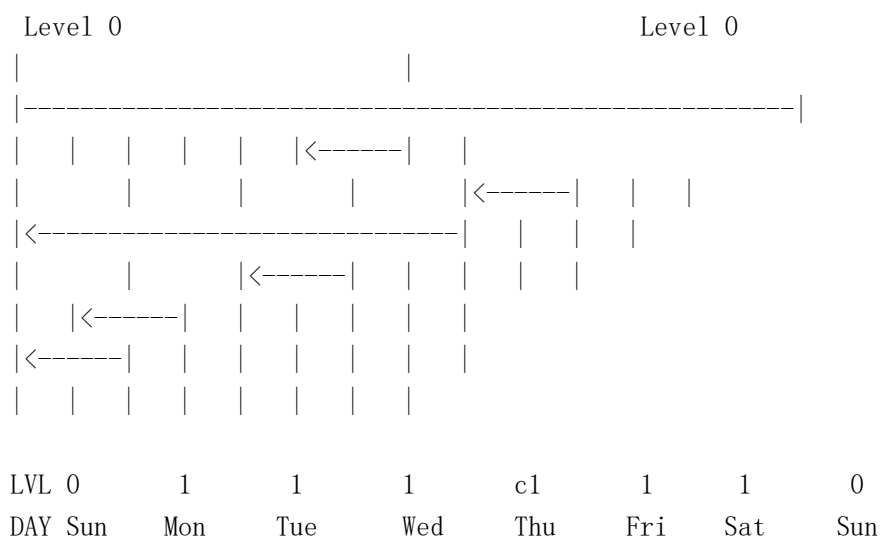 Level 0 Level 0
| |
|-------------------------------------------------------|
| | | | | |<------| |
| | | | |<------| | |
|<------------------------------| | | |
| | |<------| | | | |
| |<------| | | | | |
|<-------| | | | | | |
| | | | | | | |
LVL 0 1 1 1 c1 1 1 0
DAY Sun Mon Tue Wed Thu Fri Sat Sun